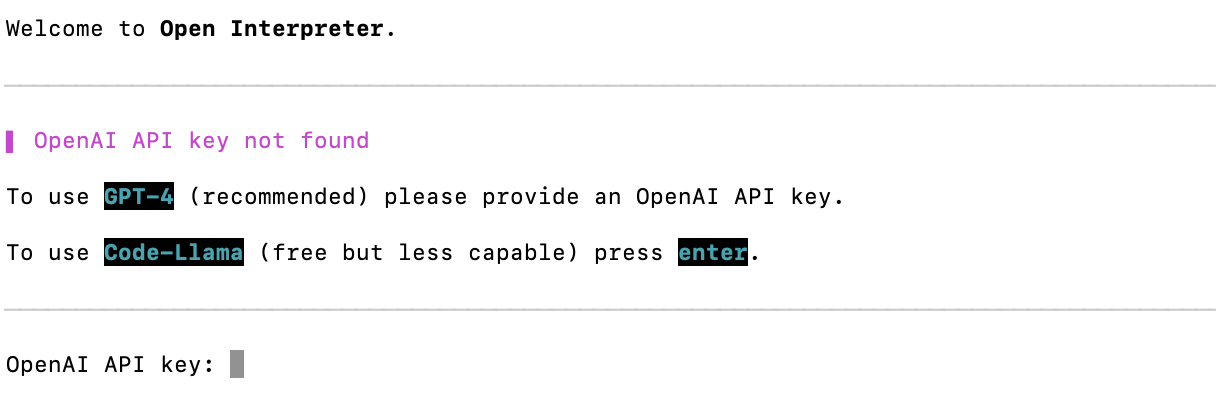 Welcome to Open Interpreter.
OpenAI API key not found
To use GPT-4 (recommended) please provide an OpenAI API key.
To use Code-Llama (free but less capable) press enter.
OpenAI API key: